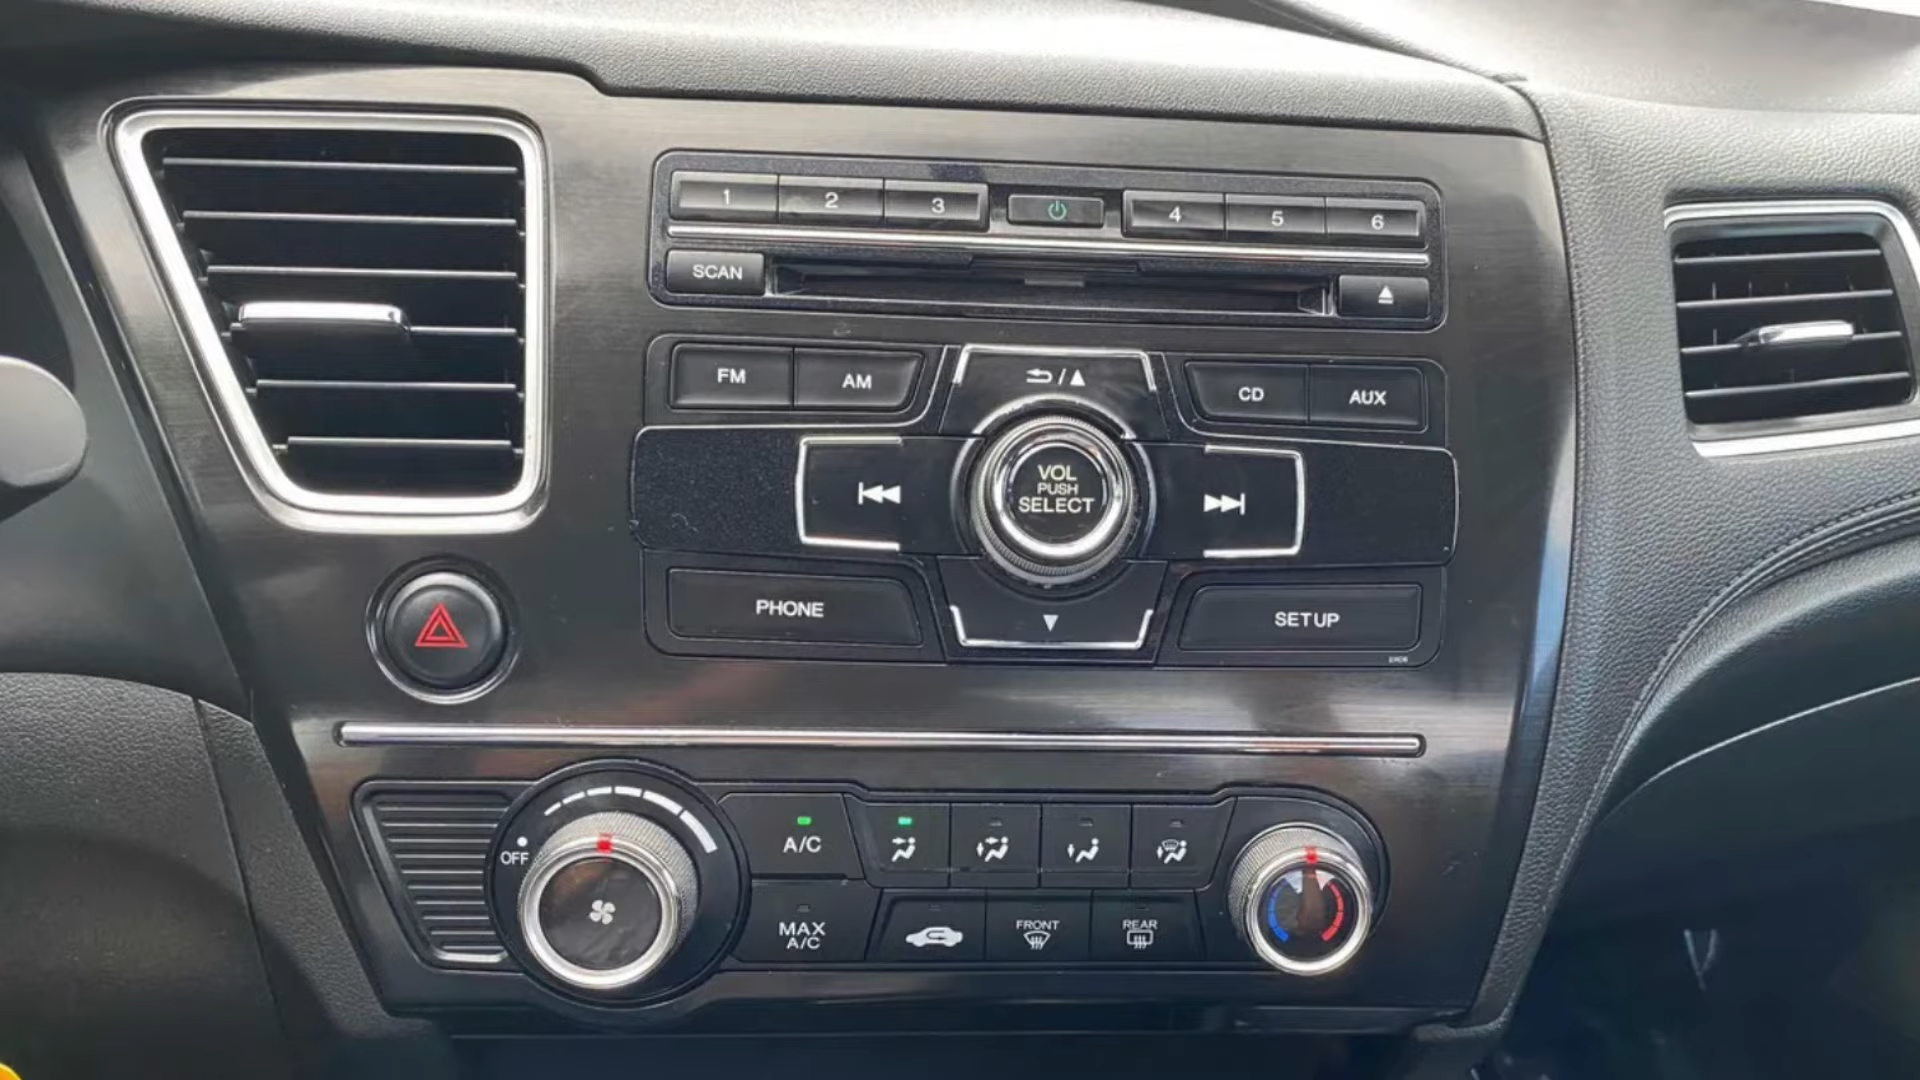 1 2 3 4 5 6
SCAN
FM AM CD AUX
VOL
PUSH
SELECT
PHONE SETUP
OFF
A/C
MAX
A/C
FRONT
REAR